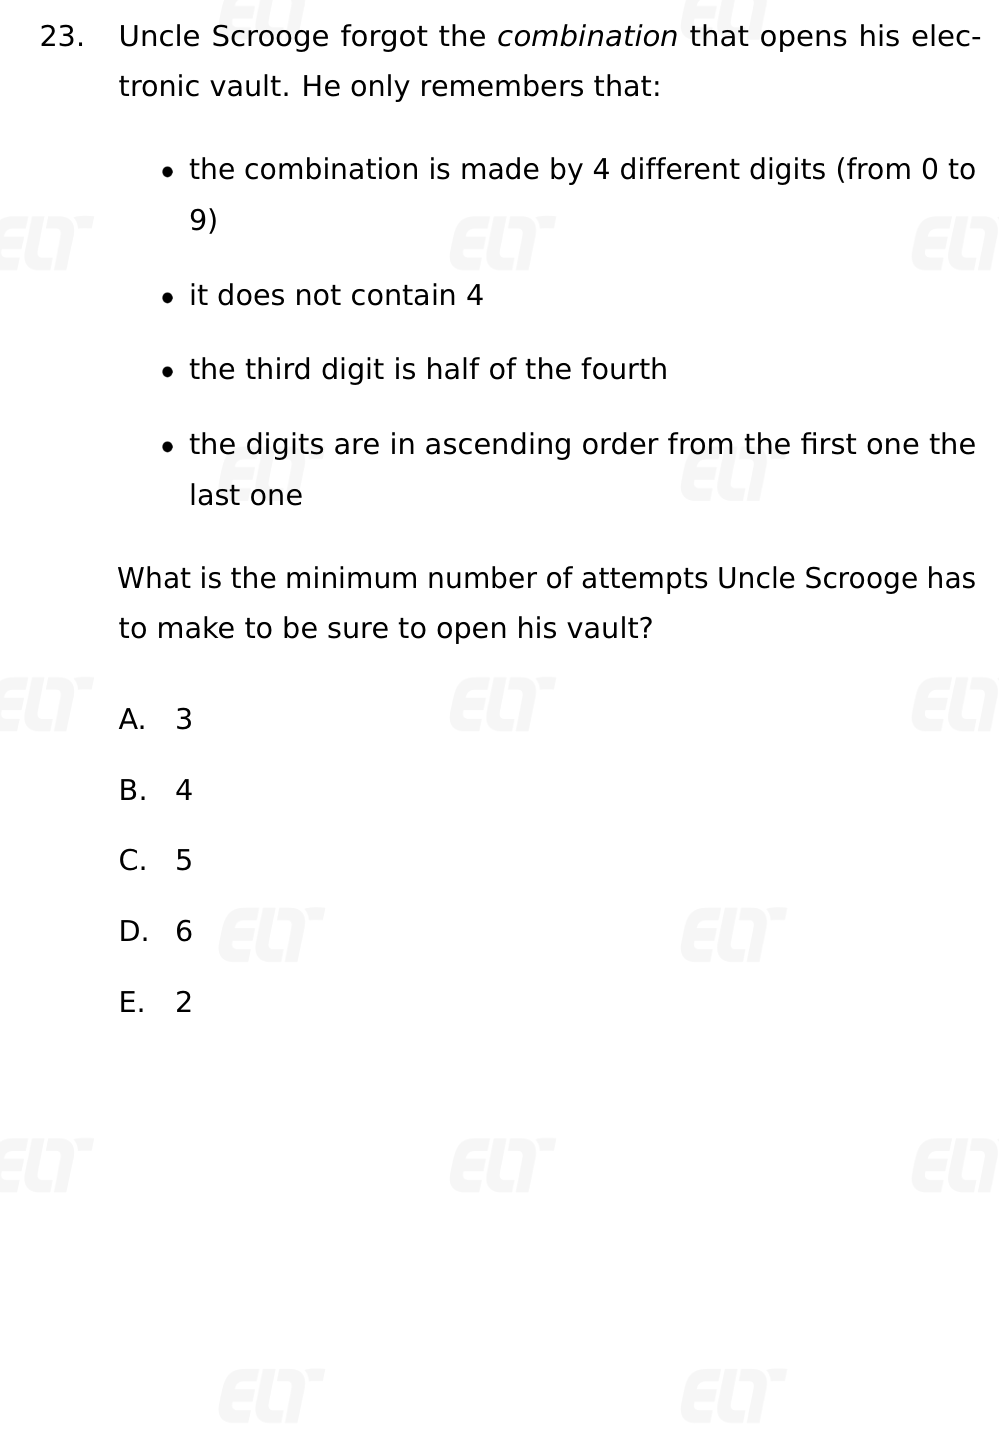 23. Uncle Scrooge forgot the combination that opens his elec-
tronic vault. He only remembers that:
• the combination is made by 4 different digits (from 0 to
9)
• it does not contain 4
• the third digit is half of the fourth
• the digits are in ascending order from the first one the
last one
What is the minimum number of attempts Uncle Scrooge has
to make to be sure to open his vault?
A. 3
B. 4
C. 5
D. 6
E. 2